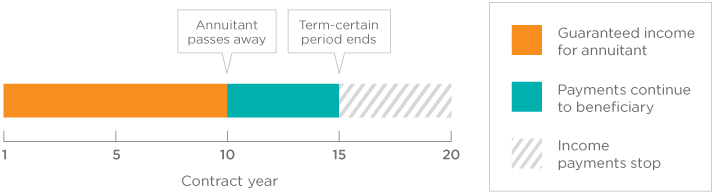 Annuitant
passes away
Term-certain
period ends
1
5
10
15
20
Contract year
Guaranteed income
for annuitant
Payments continue
to beneficiary
Income
payments stop